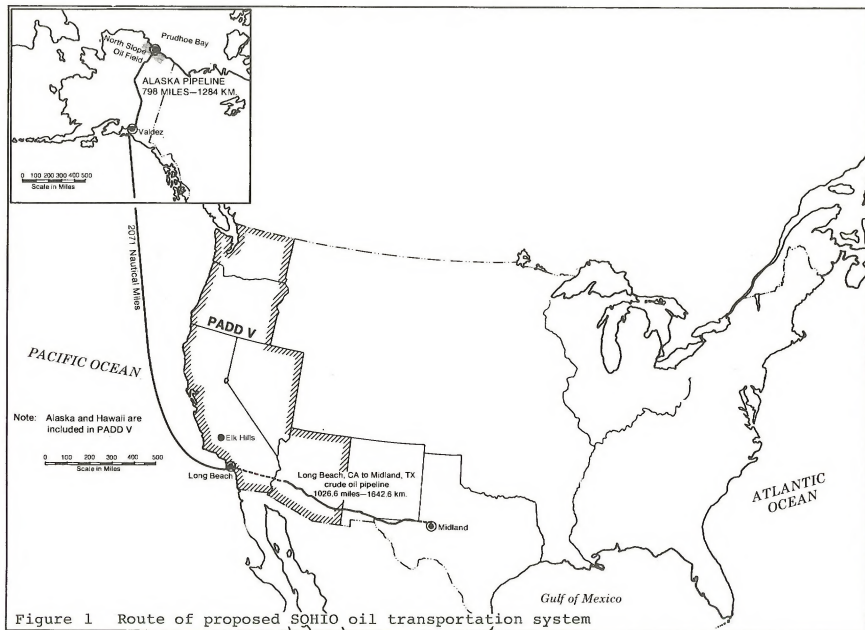 Prudhoe Bay
North Slope
Oil Field
ALASKA PIPELINE
798 MILES—1284 KM.
Valdez
0 100 200 300 400 500
Scale in Miles
2071 Nautical Miles
PADD V
PACIFIC OCEAN
Note: Alaska and Hawaii are
included in PADD V
Elk Hills
0 100 200 300 400 500
Scale in Miles
Long Beach
Long Beach, CA to Midland, TX
crude oil pipeline
1026.6 miles—1642.6 km.
Midland
ATLANTIC
OCEAN
Gulf of Mexico
Figure 1 Route of proposed SOHIO oil transportation system